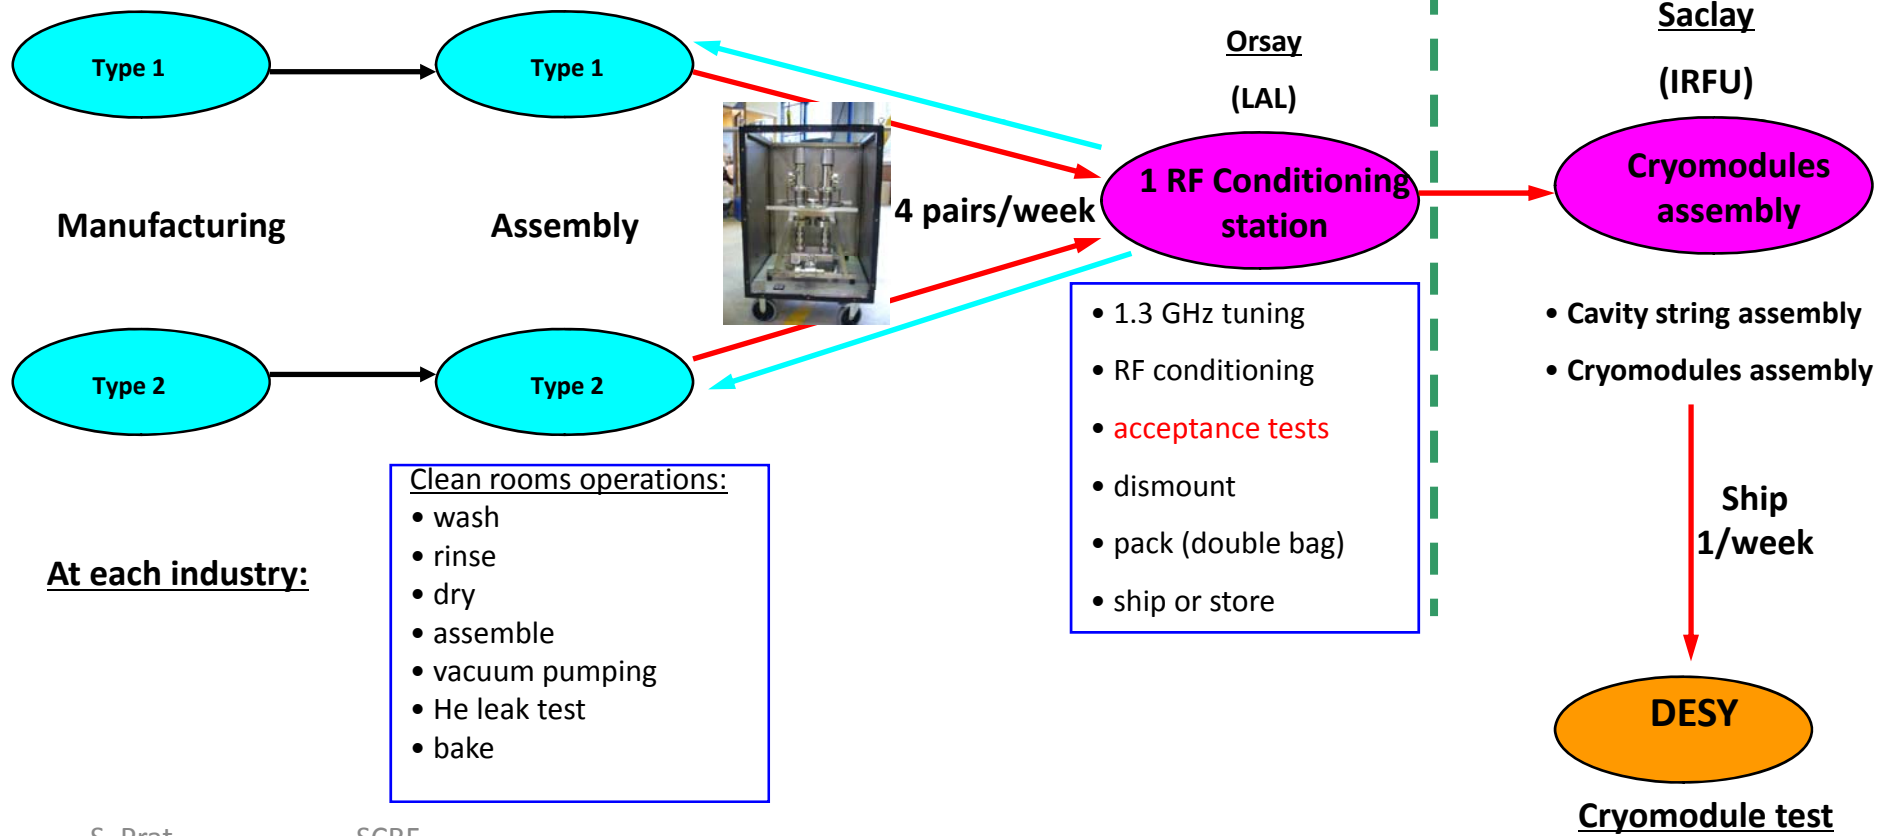 Type 1
Type 1
Orsay
(LAL)
Saclay
(IRFU)
Manufacturing
Assembly
4 pairs/week
1 RF Conditioning
station
Cryomodules
assembly
Type 2
Type 2
• 1.3 GHz tuning
• RF conditioning
• acceptance tests
• dismount
• pack (double bag)
• ship or store
• Cavity string assembly
• Cryomodules assembly
At each industry:
Clean rooms operations:
• wash
• rinse
• dry
• assemble
• vacuum pumping
• He leak test
• bake
Ship
1/week
DESY
Cryomodule test
S. Prat
SCRF